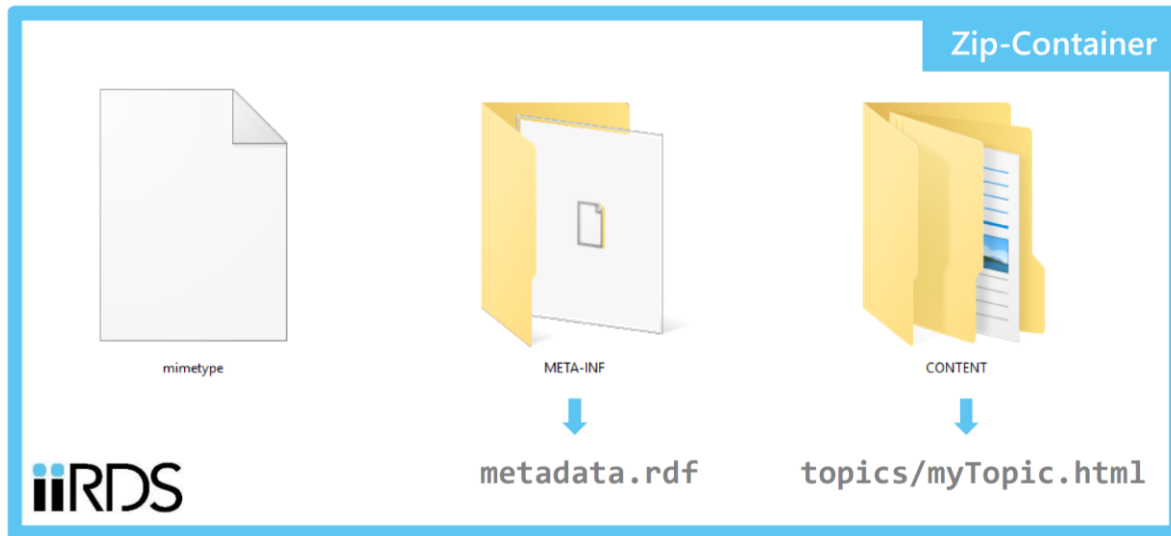 Zip-Container
mimetype
META-INF
CONTENT
metadata.rdf
topics/myTopic.html
iiRDS